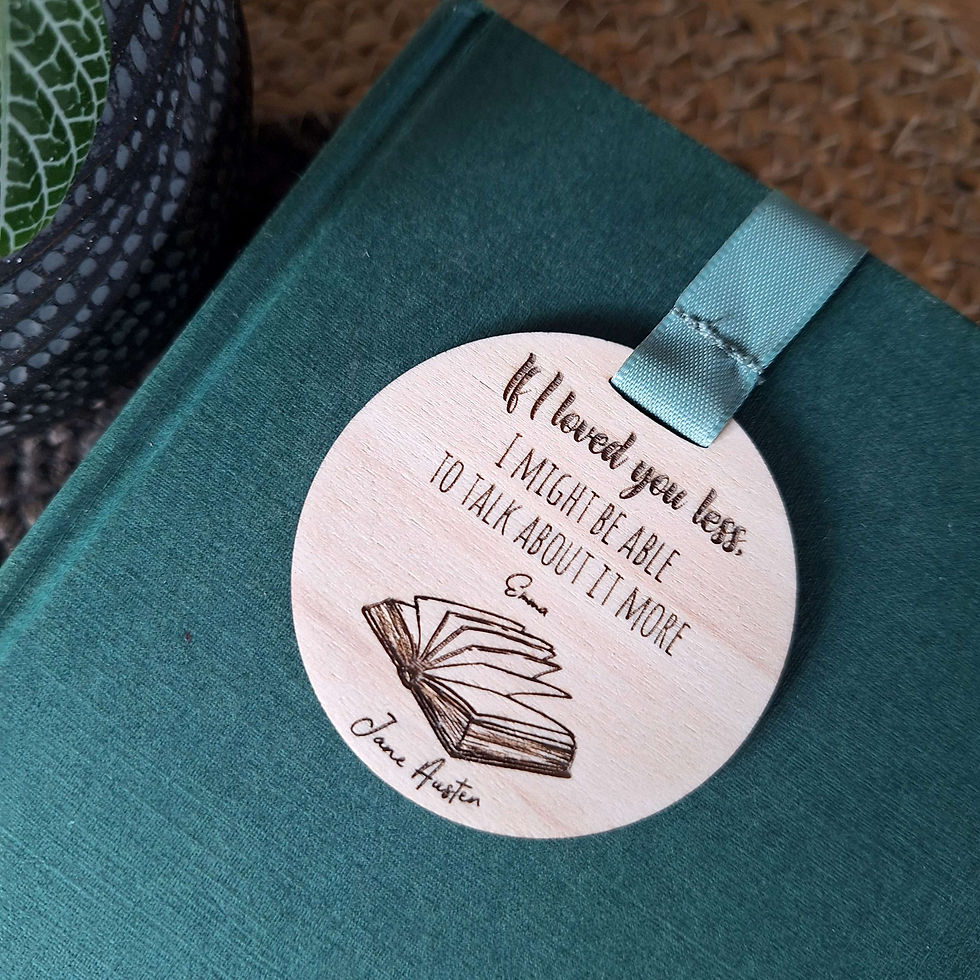 If I loved you less,
I MIGHT BE ABLE
TO TALK ABOUT IT MORE
Emma
Jane Austen